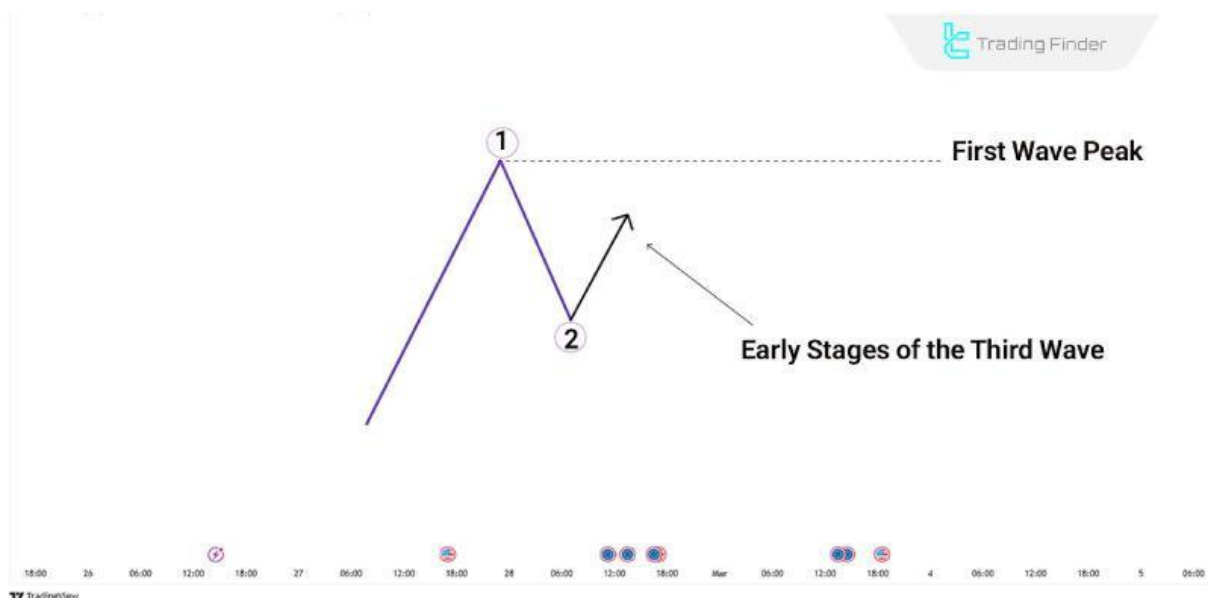 Trading Finder
1
First Wave Peak
2
Early Stages of the Third Wave
18:00 26 06:00 12:00 18:00 27 06:00 12:00 18:00 28 06:00 12:00 18:00 Mar 06:00 12:00 18:00 4 06:00 12:00 18:00 5 06:00
TradingView